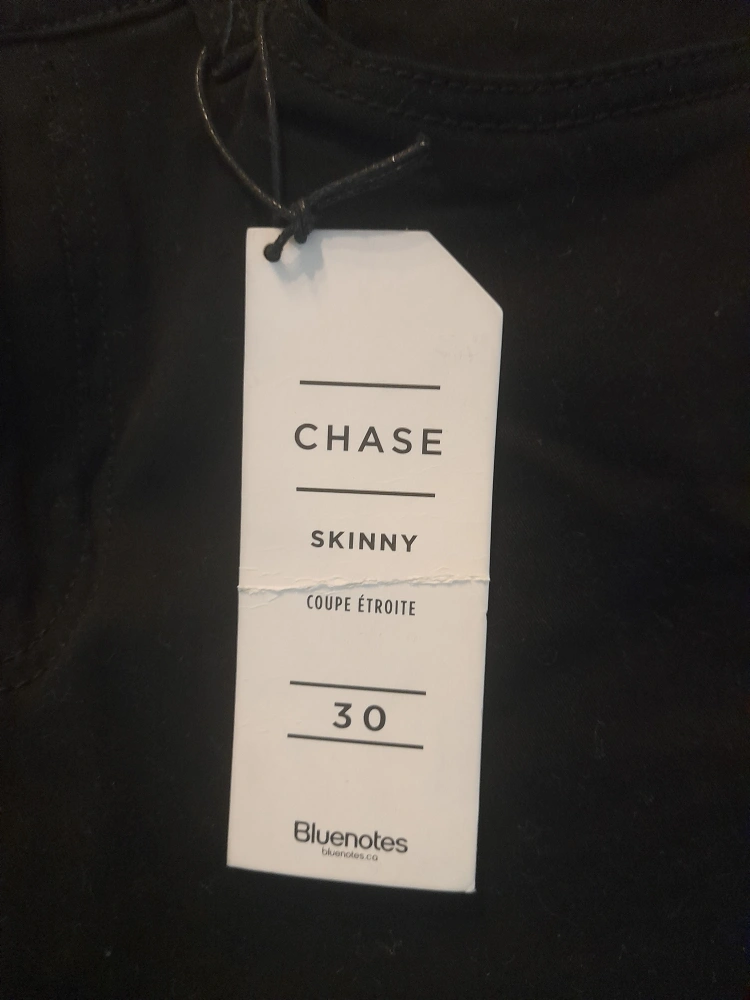 CHASE
SKINNY
COUPE ÉTROITE
30
Bluenotes
bluenotes.ca